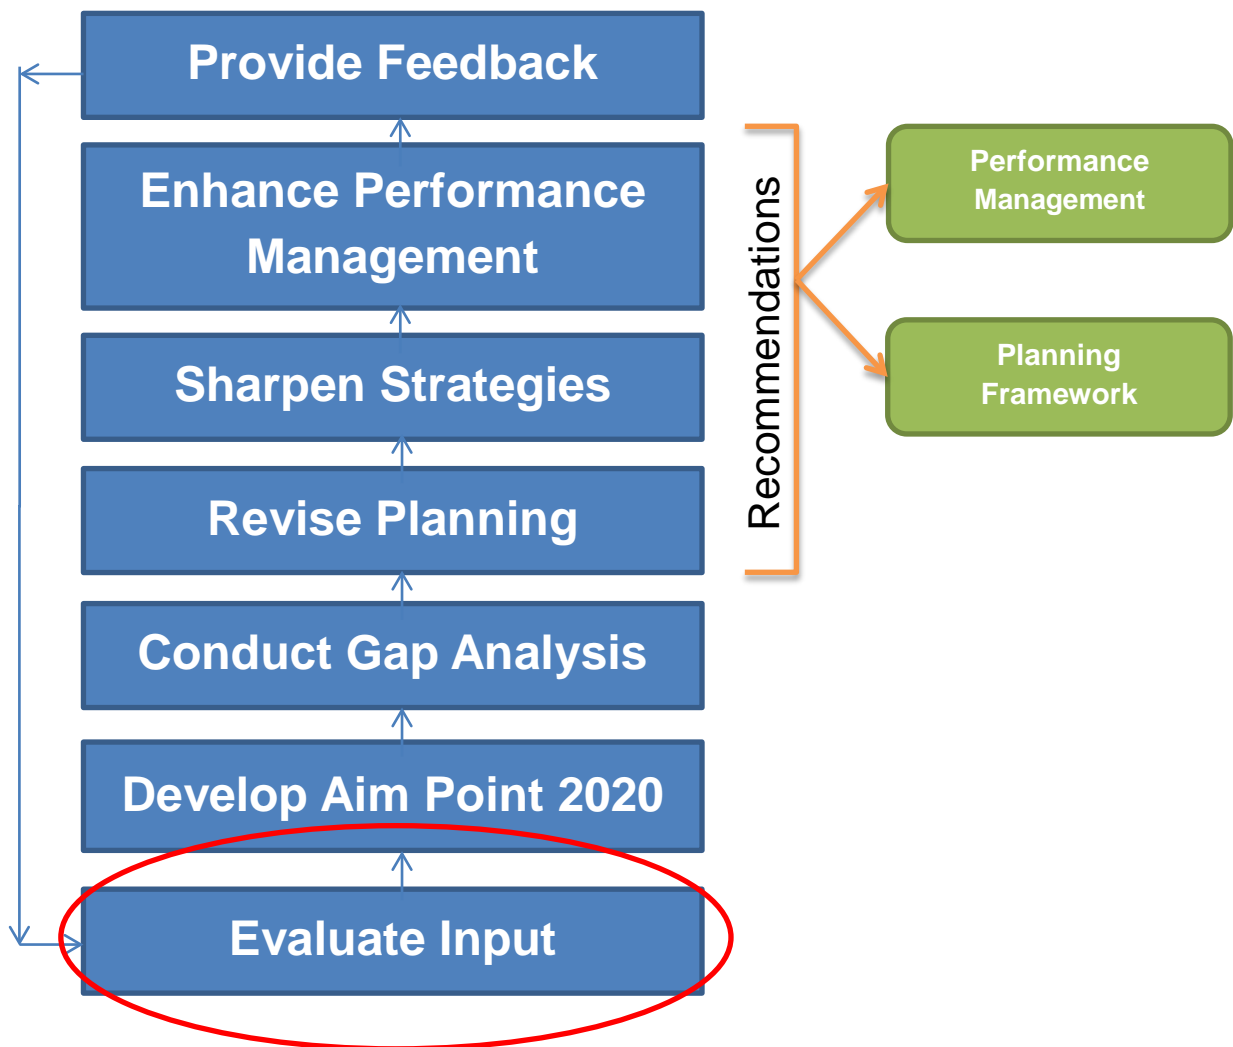 Provide Feedback
Enhance Performance
Management
Sharpen Strategies
Revise Planning
Conduct Gap Analysis
Develop Aim Point 2020
Evaluate Input
Recommendations
Performance
Management
Planning
Framework